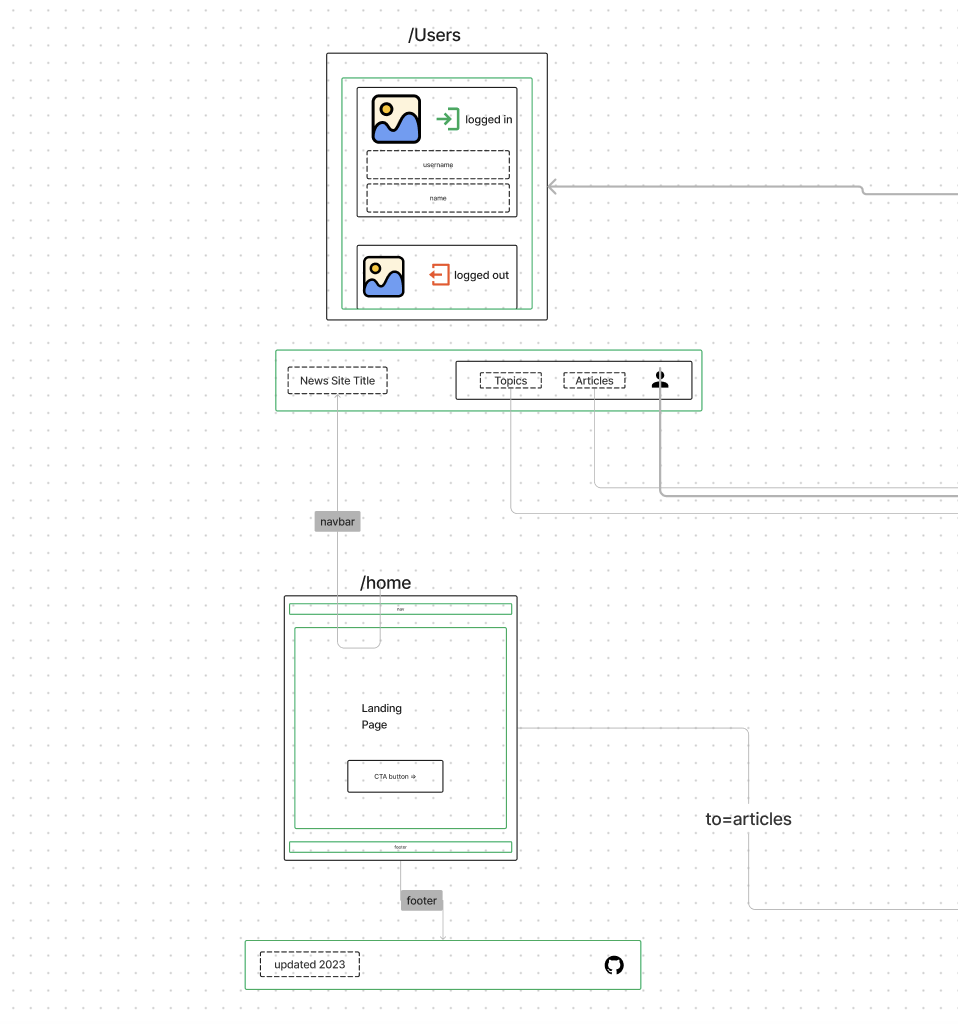 /Users
logged in
username
name
logged out
News Site Title
Topics
Articles
navbar
/home
nav
Landing
Page
CTA button =>
footer
to=articles
footer
updated 2023